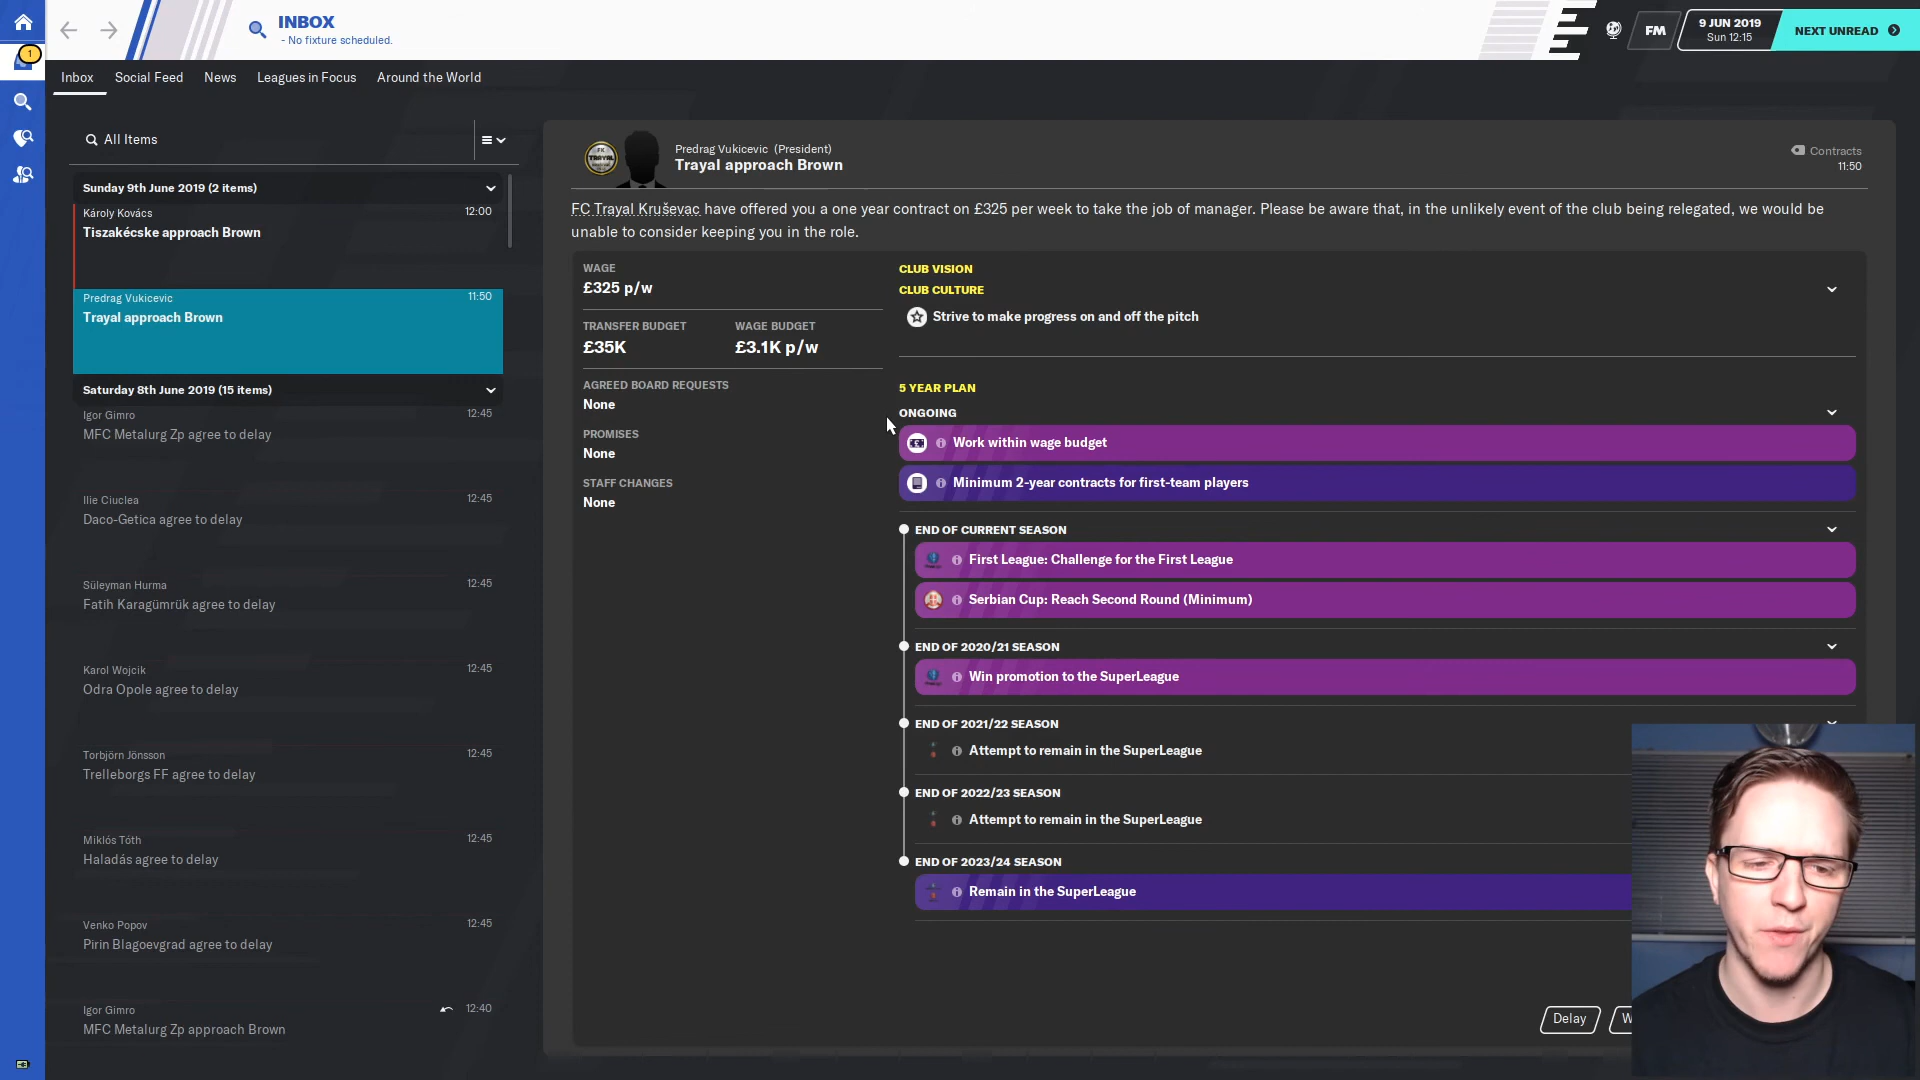 INBOX
- No fixture scheduled.
FM
9 JUN 2019
Sun 12:15
NEXT UNREAD
1
Inbox
Social Feed
News
Leagues in Focus
Around the World
All Items
Sunday 9th June 2019 (2 items)
Károly Kovács 12:00
Tiszakécske approach Brown
Predrag Vukicevic 11:50
Trayal approach Brown
Saturday 8th June 2019 (15 items)
Igor Gimro 12:45
MFC Metalurg Zp agree to delay
Ilie Ciuclea 12:45
Daco-Getica agree to delay
Süleyman Hurma 12:45
Fatih Karagümrük agree to delay
Karol Wojcik 12:45
Odra Opole agree to delay
Torbjörn Jönsson 12:45
Trelleborgs FF agree to delay
Miklós Tóth 12:45
Haladás agree to delay
Venko Popov 12:45
Pirin Blagoevgrad agree to delay
Igor Gimro 12:40
MFC Metalurg Zp approach Brown
FK
TRAYAL
Predrag Vukicevic (President)
Trayal approach Brown
Contracts
11:50
FC Trayal Kruševac have offered you a one year contract on £325 per week to take the job of manager. Please be aware that, in the unlikely event of the club being relegated, we would be
unable to consider keeping you in the role.
WAGE
£325 p/w
TRANSFER BUDGET WAGE BUDGET
£35K £3.1K p/w
AGREED BOARD REQUESTS
None
PROMISES
None
STAFF CHANGES
None
CLUB VISION
CLUB CULTURE
Strive to make progress on and off the pitch
5 YEAR PLAN
ONGOING
Work within wage budget
Minimum 2-year contracts for first-team players
END OF CURRENT SEASON
First League: Challenge for the First League
Serbian Cup: Reach Second Round (Minimum)
END OF 2020/21 SEASON
Win promotion to the SuperLeague
END OF 2021/22 SEASON
Attempt to remain in the SuperLeague
END OF 2022/23 SEASON
Attempt to remain in the SuperLeague
END OF 2023/24 SEASON
Remain in the SuperLeague
Delay